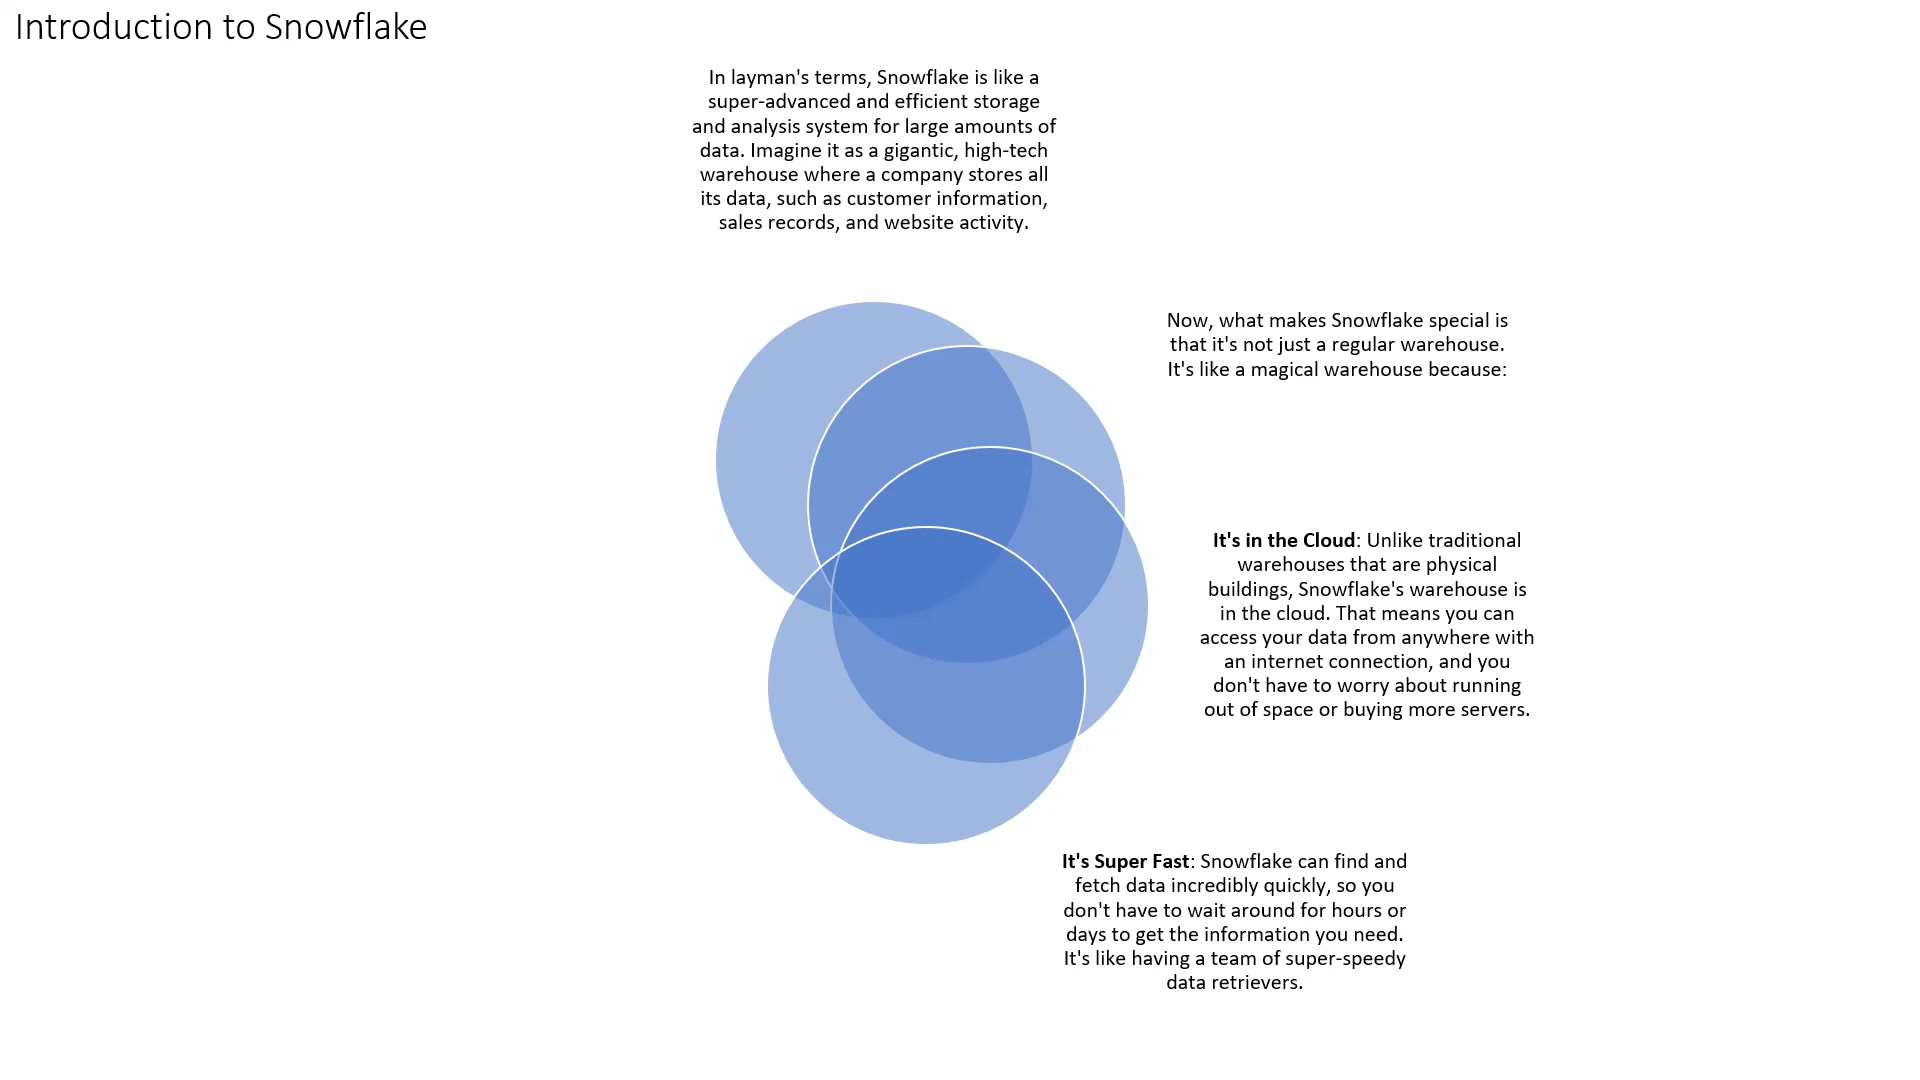 Introduction to Snowflake
In layman's terms, Snowflake is like a
super-advanced and efficient storage
and analysis system for large amounts of
data. Imagine it as a gigantic, high-tech
warehouse where a company stores all
its data, such as customer information,
sales records, and website activity.
Now, what makes Snowflake special is
that it's not just a regular warehouse.
It's like a magical warehouse because:
It's in the Cloud: Unlike traditional
warehouses that are physical
buildings, Snowflake's warehouse is
in the cloud. That means you can
access your data from anywhere with
an internet connection, and you
don't have to worry about running
out of space or buying more servers.
It's Super Fast: Snowflake can find and
fetch data incredibly quickly, so you
don't have to wait around for hours or
days to get the information you need.
It's like having a team of super-speedy
data retrievers.